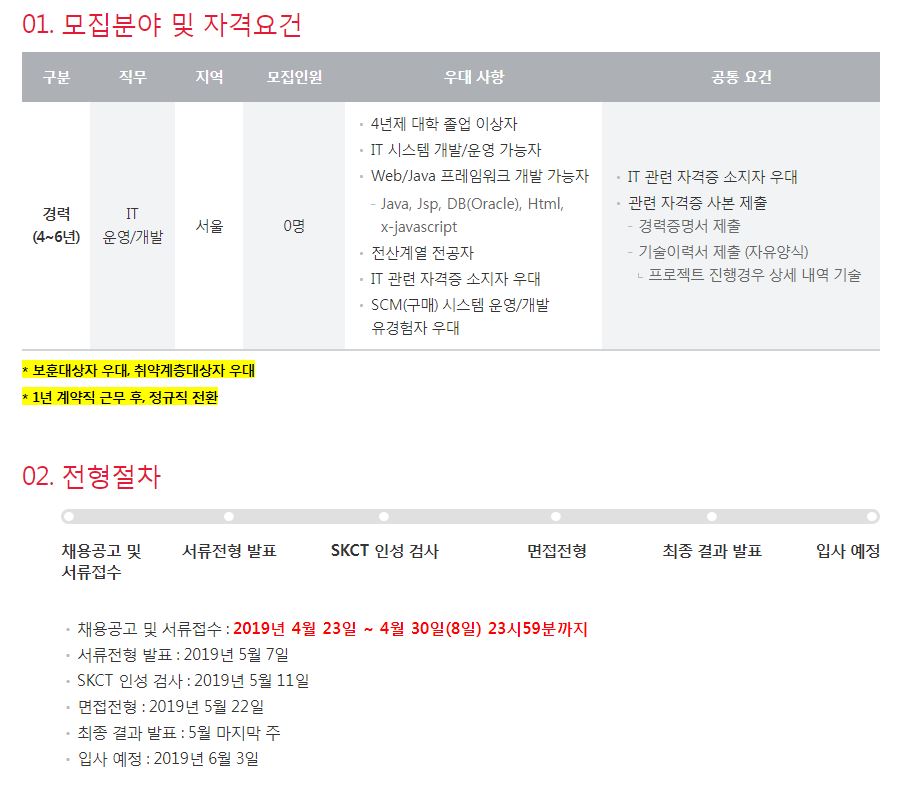 01. 모집분야 및 자격요건
구분 직무 지역 모집인원 우대 사항 공통 요건
경력
(4~6년)
IT
운영/개발
서울
0명
· 4년제 대학 졸업 이상자
· IT 시스템 개발/운영 가능자
· Web/Java 프레임워크 개발 가능자
- Java, Jsp, DB(Oracle), Html,
x-javascript
· 전산계열 전공자
· IT 관련 자격증 소지자 우대
· SCM(구매) 시스템 운영/개발
유경험자 우대
· IT 관련 자격증 소지자 우대
· 관련 자격증 사본 제출
- 경력증명서 제출
- 기술이력서 제출 (자유양식)
ㄴ 프로젝트 진행경우 상세 내역 기술
* 보훈대상자 우대, 취약계층대상자 우대
* 1년 계약직 근무 후, 정규직 전환
02. 전형절차
채용공고 및
서류접수
서류전형 발표
SKCT 인성 검사
면접전형
최종 결과 발표
입사 예정
· 채용공고 및 서류접수 : 2019년 4월 23일 ~ 4월 30일(8일) 23시59분까지
· 서류전형 발표 : 2019년 5월 7일
· SKCT 인성 검사 : 2019년 5월 11일
· 면접전형 : 2019년 5월 22일
· 최종 결과 발표 : 5월 마지막 주
· 입사 예정 : 2019년 6월 3일